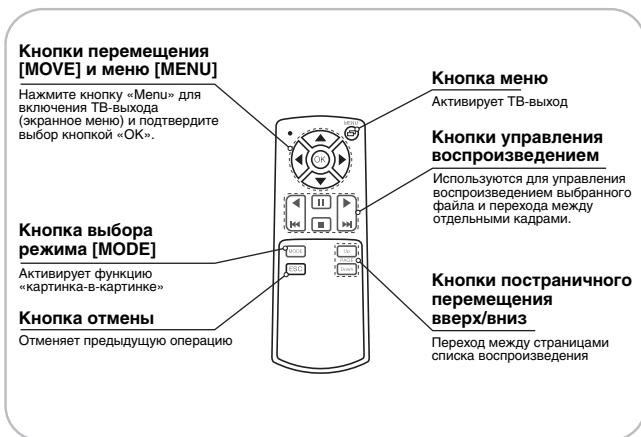 Кнопки перемещения
[MOVE] и меню [MENU]
Нажмите кнопку «Menu» для
включения ТВ-выхода
(экранное меню) и подтвердите
выбор кнопкой «OK».
Кнопка выбора
режима [MODE]
Активирует функцию
«картинка-в-картинке»
Кнопка отмены
Отменяет предыдущую операцию
MENU
OK
MODE
ESC
Up
PAGE
Down
Кнопка меню
Активирует ТВ-выход
Кнопки управления
воспроизведением
Используются для управления
воспроизведением выбранного
файла и перехода между
отдельными кадрами.
Кнопки постраничного
перемещения
вверх/вниз
Переход между страницами
списка воспроизведения